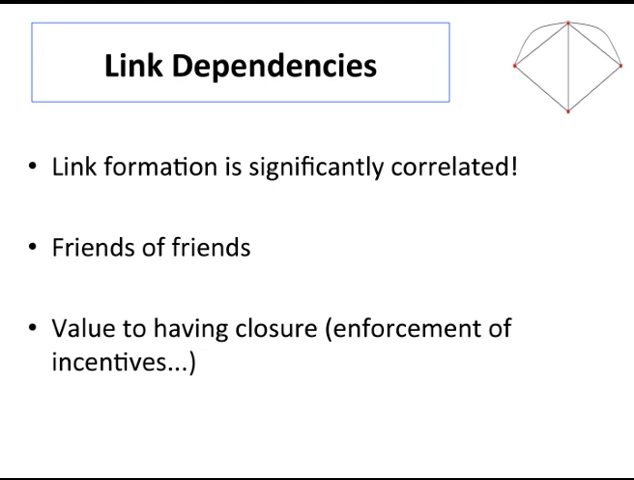 Link Dependencies
• Link formation is significantly correlated!
• Friends of friends
• Value to having closure (enforcement of
incentives...)